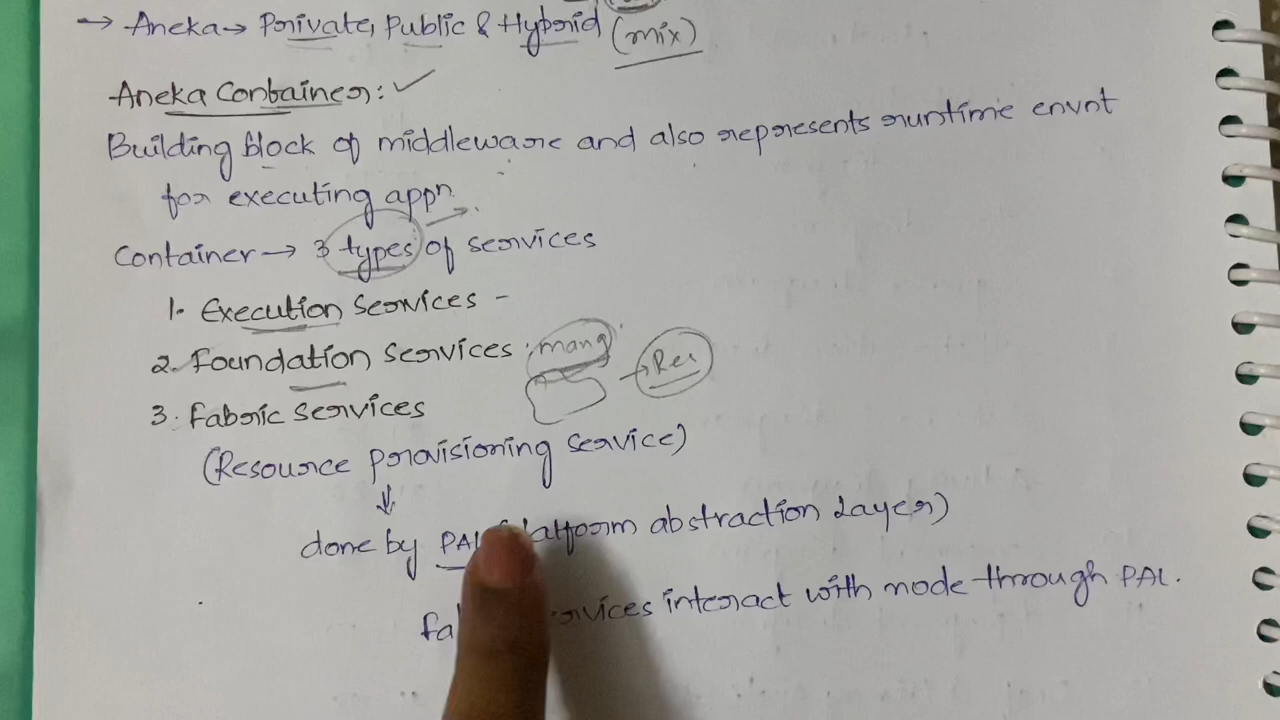 → Aneka → Private, Public & Hybrid (mix)
Aneka Container:
Building block of middleware and also represents runtime envnt
for executing appn.
Container → 3 types of services
1. Execution Services -
2. Foundation Services : mang → Res
3. Fabric Services
(Resource provisioning service)
done by PAL (Platform abstraction Layer)
services interact with node through PAL.